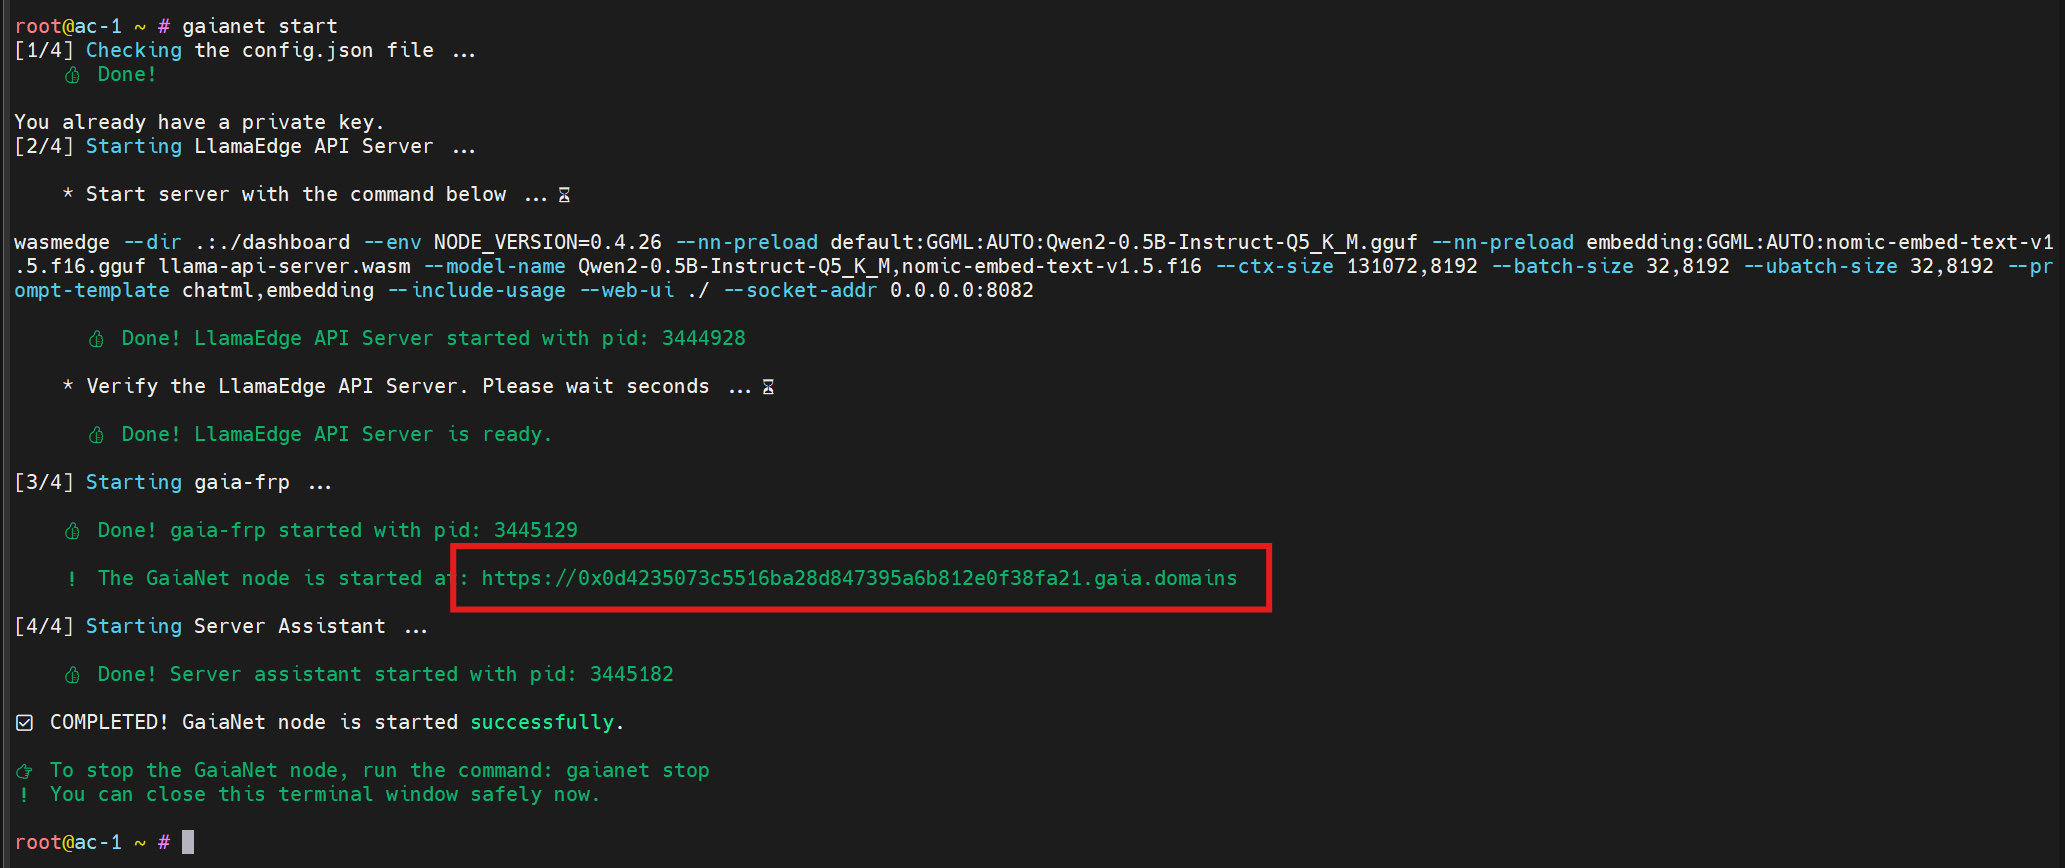 root@ac-1 ~ # gaianet start
[1/4] Checking the config.json file ...
👍 Done!
You already have a private key.
[2/4] Starting LlamaEdge API Server ...
* Start server with the command below ... ⏳
wasmedge --dir .:./dashboard --env NODE_VERSION=0.4.26 --nn-preload default:GGML:AUTO:Qwen2-0.5B-Instruct-Q5_K_M.gguf --nn-preload embedding:GGML:AUTO:nomic-embed-text-v1
.5.f16.gguf llama-api-server.wasm --model-name Qwen2-0.5B-Instruct-Q5_K_M,nomic-embed-text-v1.5.f16 --ctx-size 131072,8192 --batch-size 32,8192 --ubatch-size 32,8192 --pr
ompt-template chatml,embedding --include-usage --web-ui ./ --socket-addr 0.0.0.0:8082
👍 Done! LlamaEdge API Server started with pid: 3444928
* Verify the LlamaEdge API Server. Please wait seconds ... ⏳
👍 Done! LlamaEdge API Server is ready.
[3/4] Starting gaia-frp ...
👍 Done! gaia-frp started with pid: 3445129
❗ The GaiaNet node is started at: https://0x0d4235073c5516ba28d847395a6b812e0f38fa21.gaia.domains
[4/4] Starting Server Assistant ...
👍 Done! Server assistant started with pid: 3445182
☑ COMPLETED! GaiaNet node is started successfully.
👉 To stop the GaiaNet node, run the command: gaianet stop
❗ You can close this terminal window safely now.
root@ac-1 ~ #